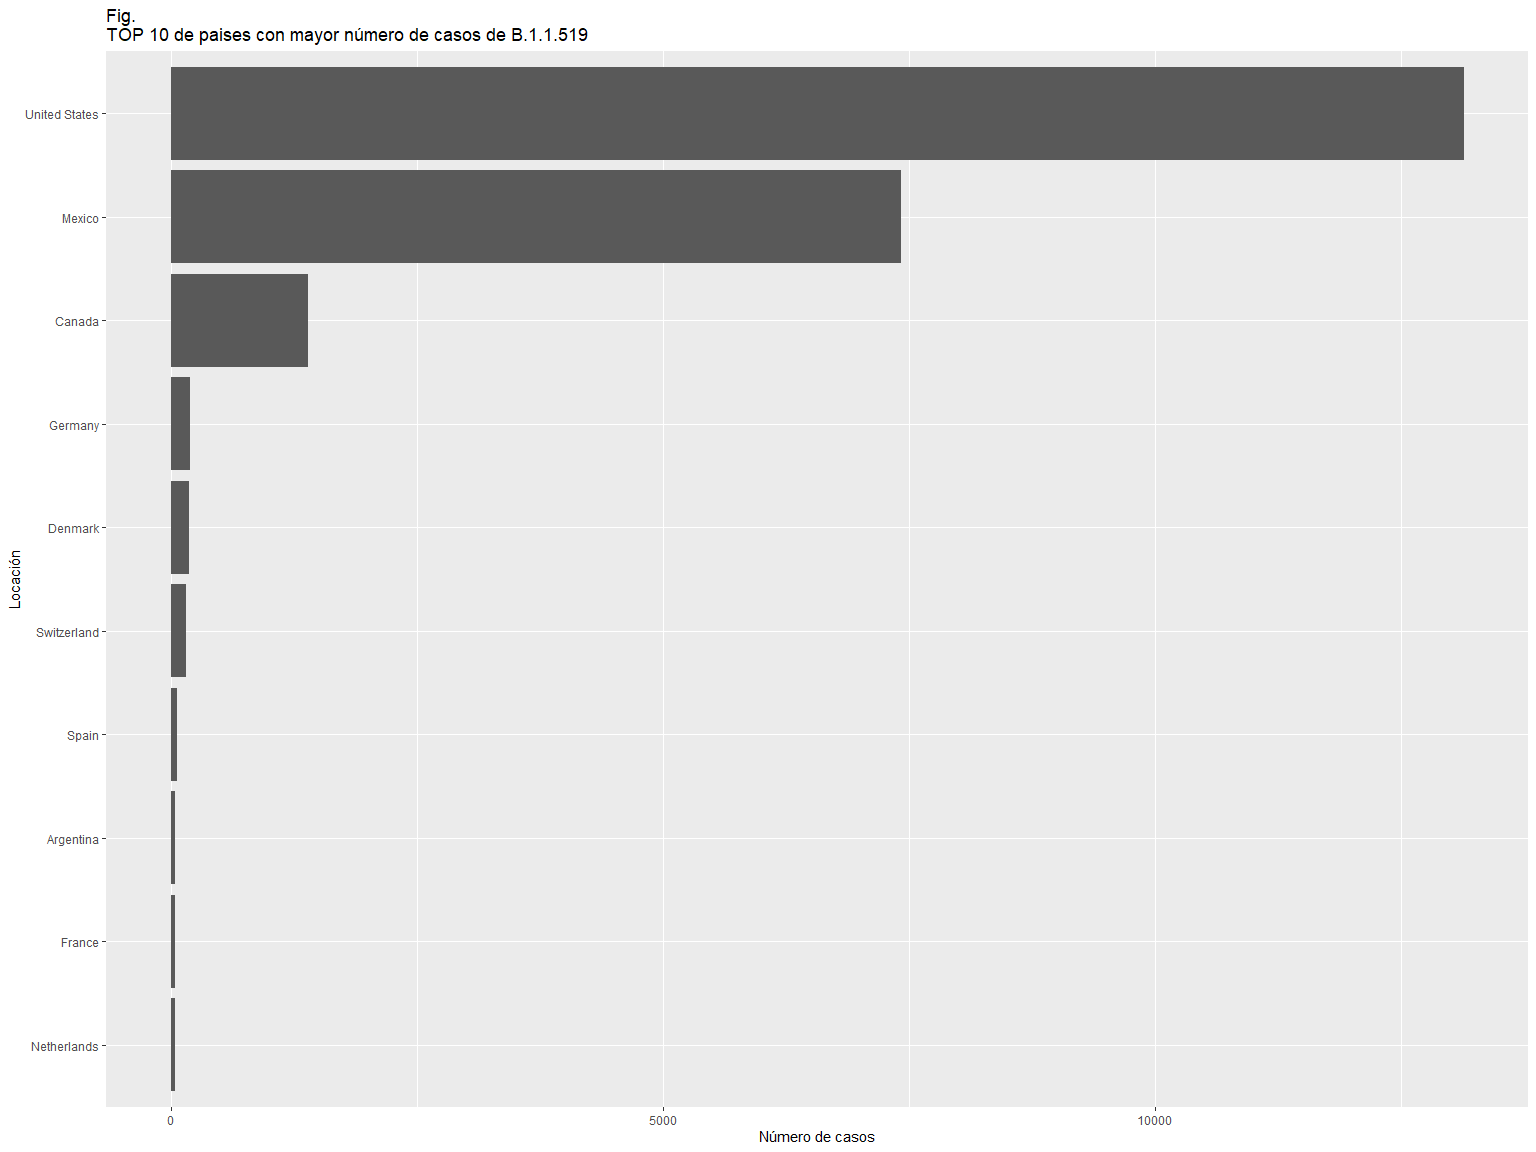 Fig.
TOP 10 de paises con mayor número de casos de B.1.1.519
United States
Mexico
Canada
Germany
Denmark
Switzerland
Spain
Argentina
France
Netherlands
Locación
0
5000
10000
Número de casos